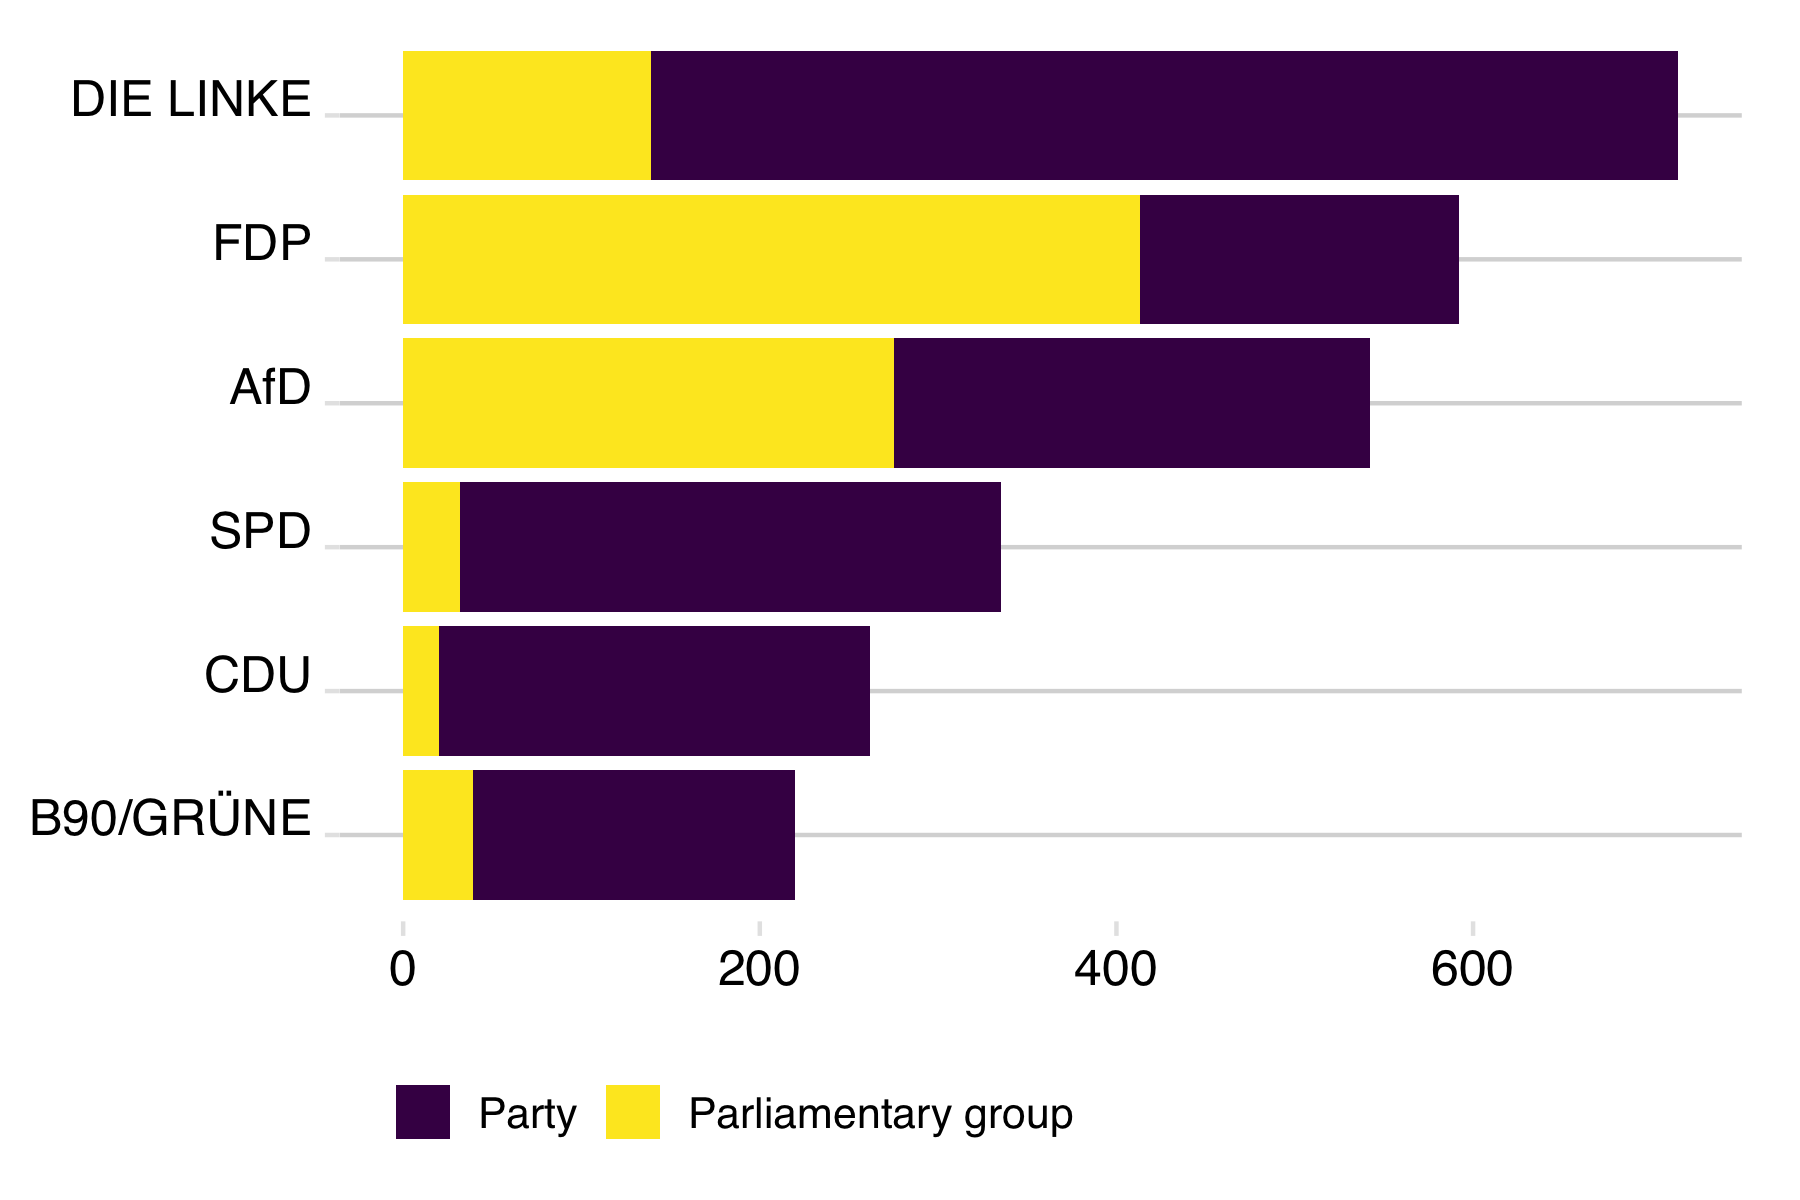 DIE LINKE
FDP
AfD
SPD
CDU
B90/GRÜNE
0 200 400 600
Party Parliamentary group